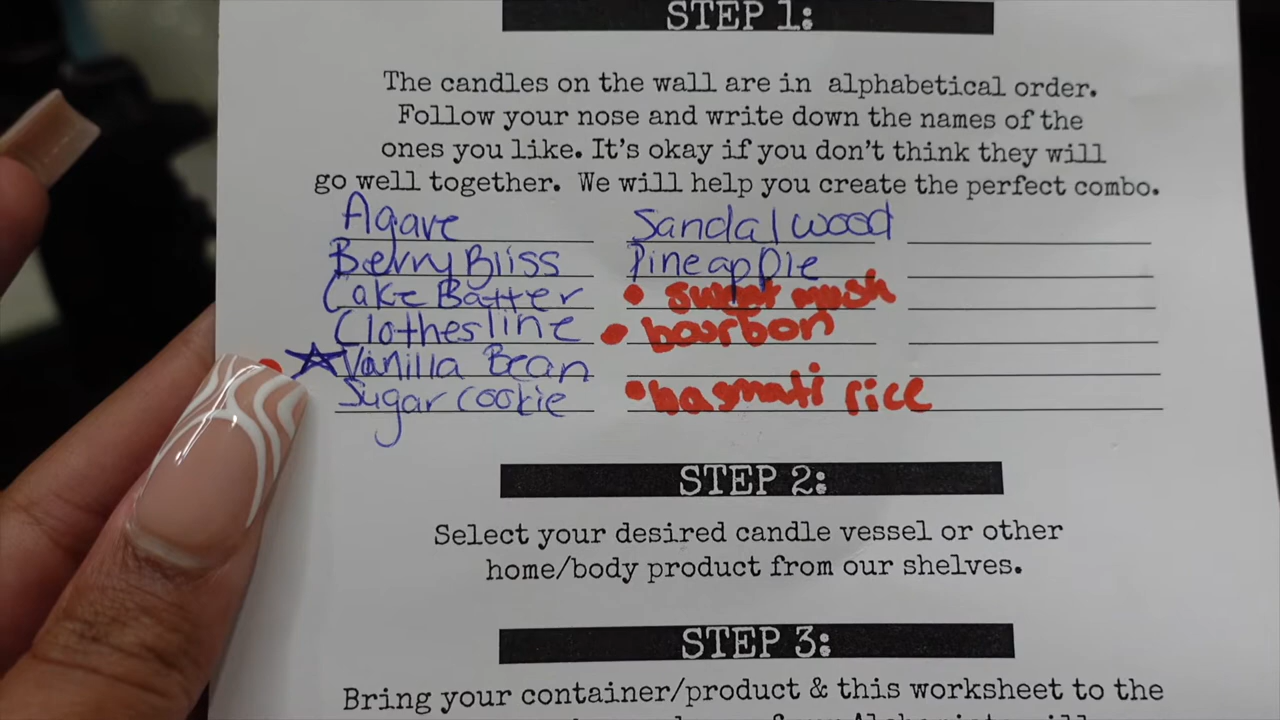 STEP 1:
The candles on the wall are in alphabetical order.
Follow your nose and write down the names of the
ones you like. It's okay if you don't think they will
go well together. We will help you create the perfect combo.
Agave
Berry Bliss
Cake Batter
Clothesline
Vanilla Bean
Sugar cookie
Sandalwood
Pineapple
• sweet mush
• bourbon
• basmati rice
STEP 2:
Select your desired candle vessel or other
home/body product from our shelves.
STEP 3:
Bring your container/product & this worksheet to the